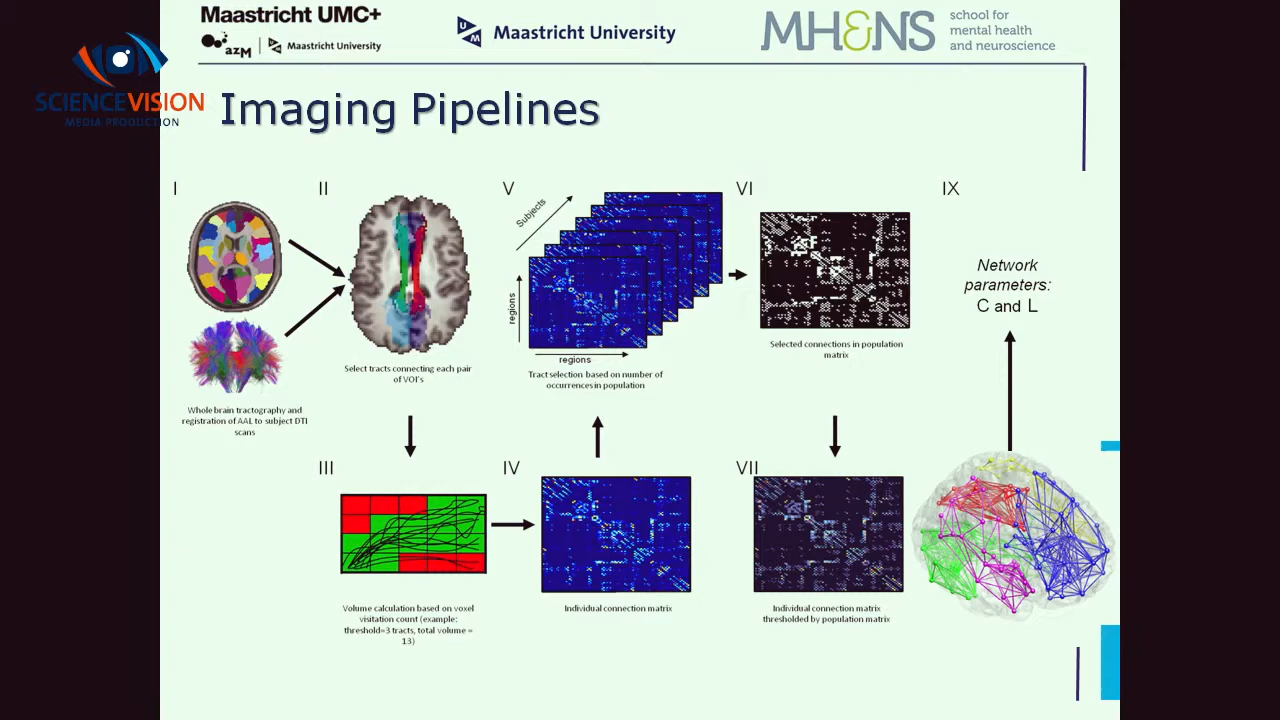 Maastricht UMC+
azM
Maastricht University
UM
Maastricht University
MH&NS
school for
mental health
and neuroscience
SCIENCEVISION
MEDIA PRODUCTION
Imaging Pipelines
I
II
V
VI
IX
Subjects
regions
regions
Network
parameters:
C and L
Whole brain tractography and
registration of AAL to subject DTI
scans
Select tracts connecting each pair
of VOI's
Tract selection based on number of
occurrences in population
Selected connections in population
matrix
III
IV
VII
Volume calculation based on voxel
visitation count (example:
threshold=3 tracts, total volume =
13)
Individual connection matrix
Individual connection matrix
thresholded by population matrix